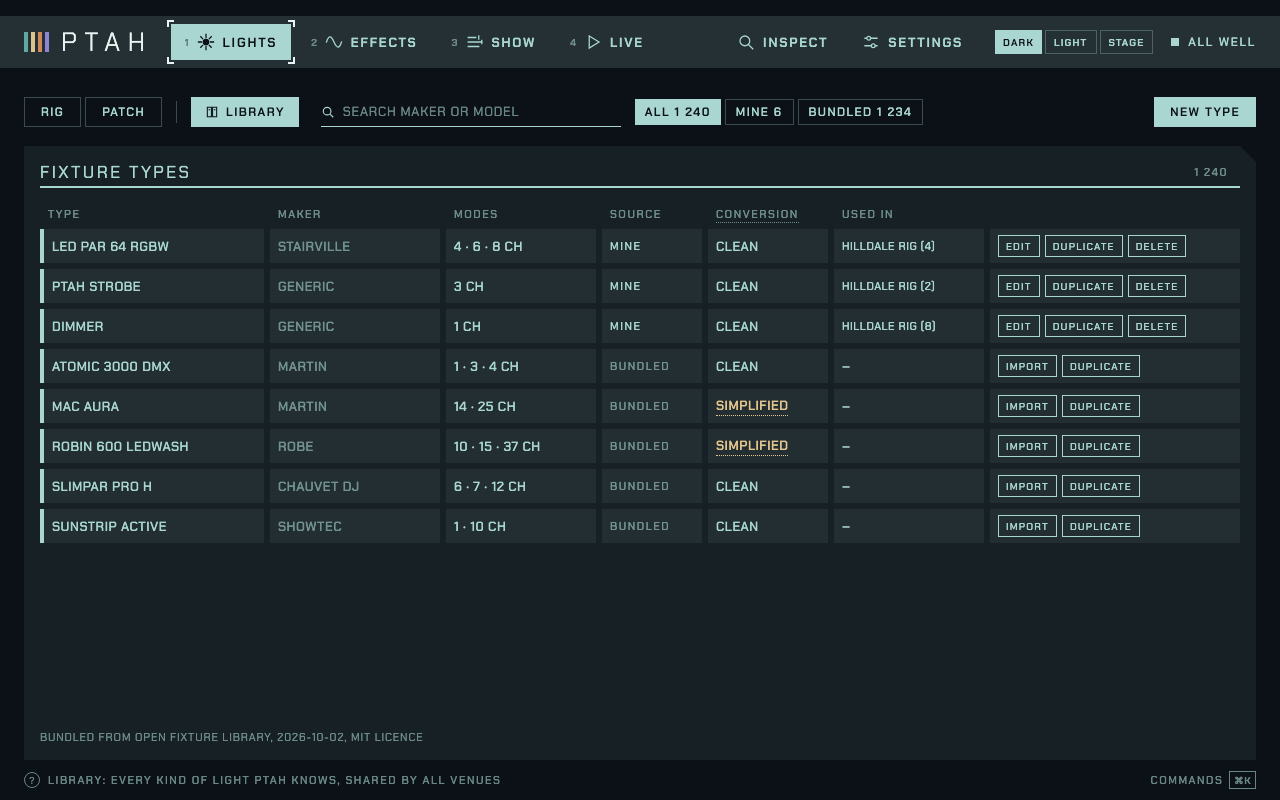 PTAH 1 LIGHTS 2 EFFECTS 3 SHOW 4 LIVE INSPECT SETTINGS DARK LIGHT STAGE ALL WELL
RIG PATCH LIBRARY SEARCH MAKER OR MODEL ALL 1 240 MINE 6 BUNDLED 1 234 NEW TYPE
FIXTURE TYPES 1 240
TYPE MAKER MODES SOURCE CONVERSION USED IN
LED PAR 64 RGBW STAIRVILLE 4 · 6 · 8 CH MINE CLEAN HILLDALE RIG (4) EDIT DUPLICATE DELETE
PTAH STROBE GENERIC 3 CH MINE CLEAN HILLDALE RIG (2) EDIT DUPLICATE DELETE
DIMMER GENERIC 1 CH MINE CLEAN HILLDALE RIG (8) EDIT DUPLICATE DELETE
ATOMIC 3000 DMX MARTIN 1 · 3 · 4 CH BUNDLED CLEAN – IMPORT DUPLICATE
MAC AURA MARTIN 14 · 25 CH BUNDLED SIMPLIFIED – IMPORT DUPLICATE
ROBIN 600 LEDWASH ROBE 10 · 15 · 37 CH BUNDLED SIMPLIFIED – IMPORT DUPLICATE
SLIMPAR PRO H CHAUVET DJ 6 · 7 · 12 CH BUNDLED CLEAN – IMPORT DUPLICATE
SUNSTRIP ACTIVE SHOWTEC 1 · 10 CH BUNDLED CLEAN – IMPORT DUPLICATE
BUNDLED FROM OPEN FIXTURE LIBRARY, 2026-10-02, MIT LICENCE
? LIBRARY: EVERY KIND OF LIGHT PTAH KNOWS, SHARED BY ALL VENUES COMMANDS ⌘K